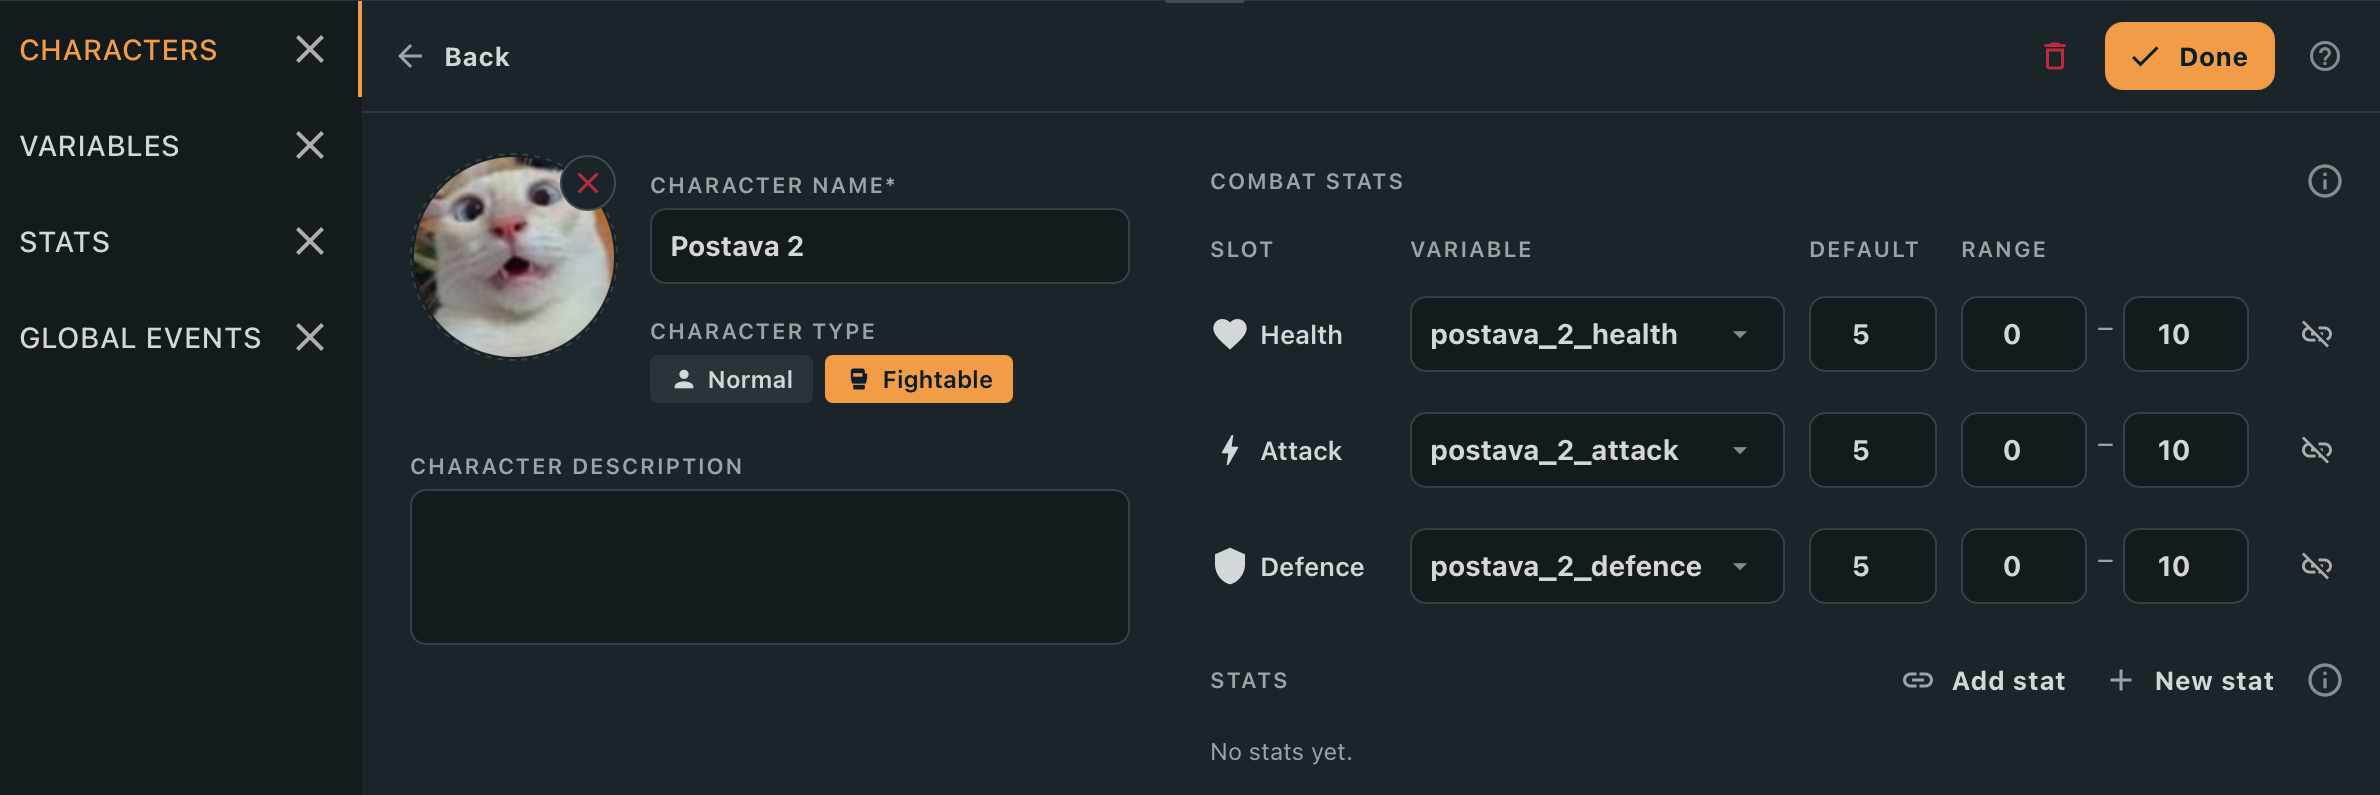 CHARACTERS
VARIABLES
STATS
GLOBAL EVENTS
Back
Done
CHARACTER NAME*
Postava 2
CHARACTER TYPE
Normal
Fightable
CHARACTER DESCRIPTION
COMBAT STATS
SLOT VARIABLE DEFAULT RANGE
Health postava_2_health 5 0 – 10
Attack postava_2_attack 5 0 – 10
Defence postava_2_defence 5 0 – 10
STATS Add stat New stat
No stats yet.